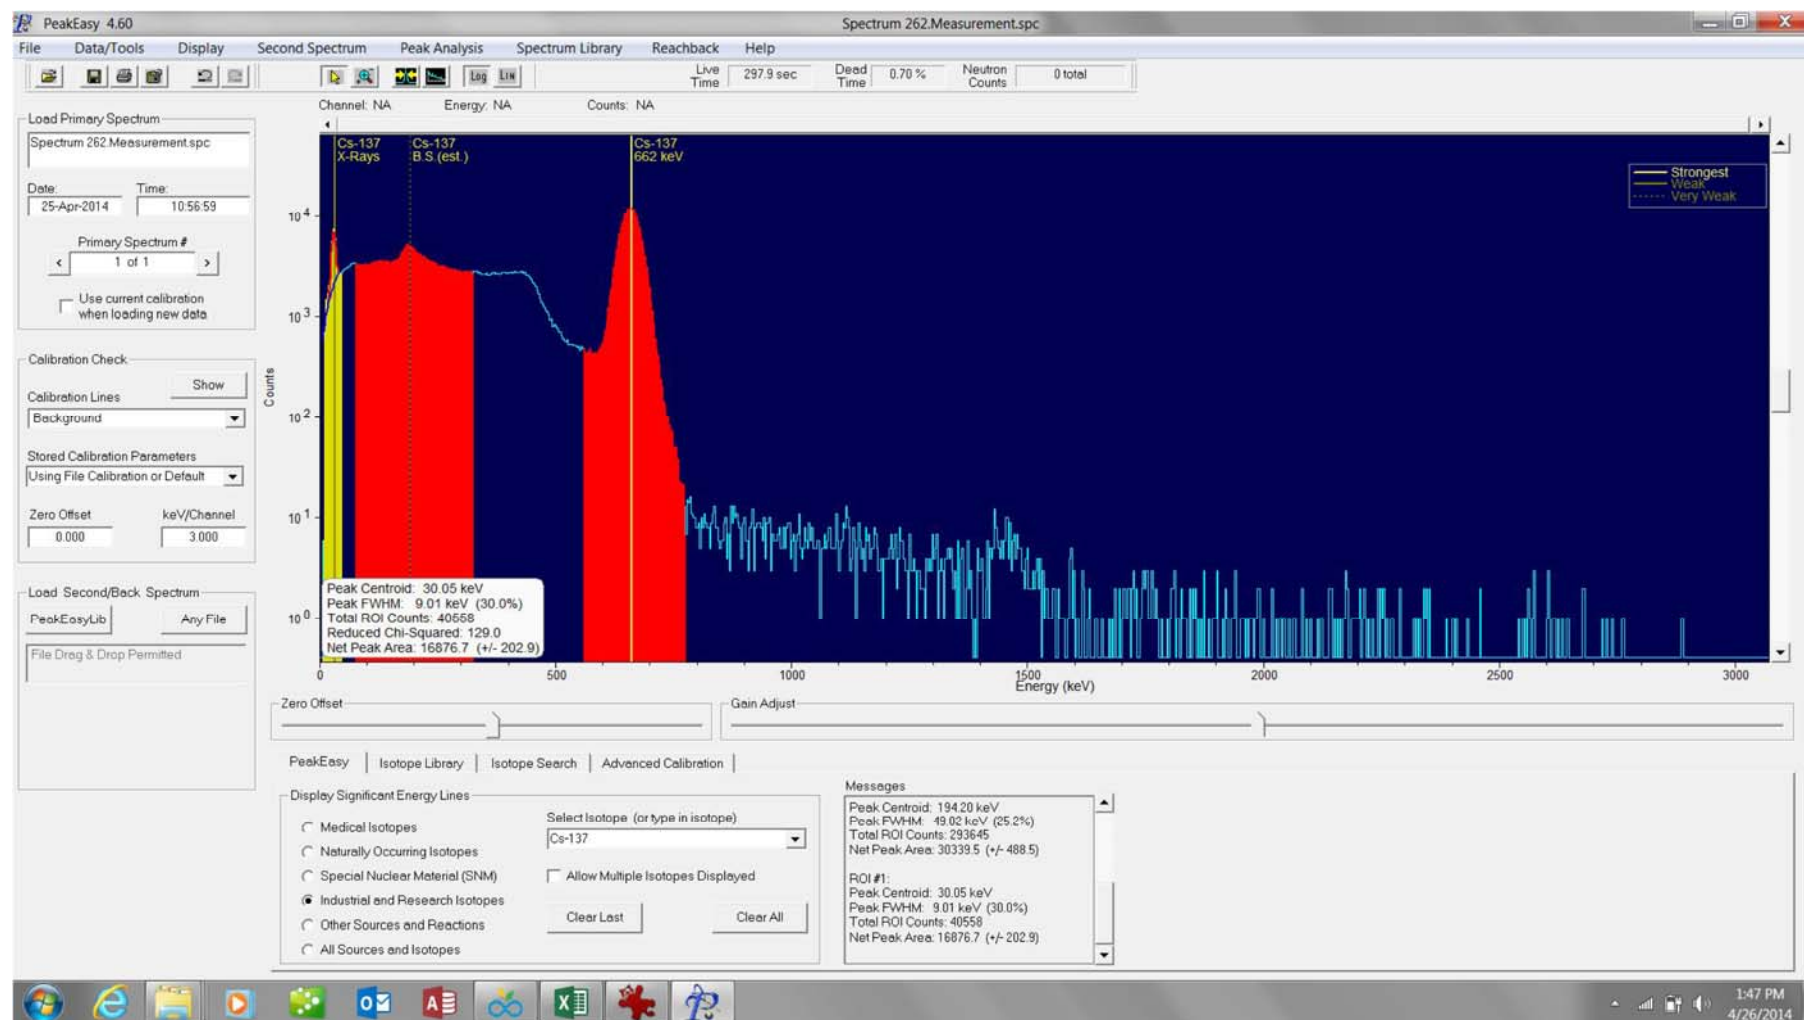 PeakEasy 4.60
Spectrum 262.Measurement.spc
File Data/Tools Display Second Spectrum Peak Analysis Spectrum Library Reachback Help
Log LIN
Live Time 297.9 sec
Dead Time 0.70 %
Neutron Counts 0 total
Channel: NA Energy: NA Counts: NA
Load Primary Spectrum
Spectrum 262.Measurement.spc
Date: Time:
25-Apr-2014 10:56:59
Primary Spectrum #
< 1 of 1 >
Use current calibration
when loading new data
Calibration Check
Show
Calibration Lines
Background
Stored Calibration Parameters
Using File Calibration or Default
Zero Offset keV/Channel
0.000 3.000
Load Second/Back Spectrum
PeakEasyLib Any File
File Drag & Drop Permitted
Cs-137 Cs-137 Cs-137
X-Rays B.S.(est.) 662 keV
Strongest
Weak
Very Weak
10 4
10 3
Counts
10 2
10 1
10 0
Peak Centroid: 30.05 keV
Peak FWHM: 9.01 keV (30.0%)
Total ROI Counts: 40558
Reduced Chi-Squared: 129.0
Net Peak Area: 16876.7 (+/- 202.9)
0 500 1000 1500 2000 2500 3000
Energy (keV)
Zero Offset
Gain Adjust
PeakEasy Isotope Library Isotope Search Advanced Calibration
Display Significant Energy Lines
Medical Isotopes
Naturally Occurring Isotopes
Special Nuclear Material (SNM)
Industrial and Research Isotopes
Other Sources and Reactions
All Sources and Isotopes
Select Isotope (or type in isotope)
Cs-137
Allow Multiple Isotopes Displayed
Clear Last Clear All
Messages
Peak Centroid: 194.20 keV
Peak FWHM: 49.02 keV (25.2%)
Total ROI Counts: 293645
Net Peak Area: 30339.5 (+/- 488.5)
ROI #1:
Peak Centroid: 30.05 keV
Peak FWHM: 9.01 keV (30.0%)
Total ROI Counts: 40558
Net Peak Area: 16876.7 (+/- 202.9)
1:47 PM
4/26/2014